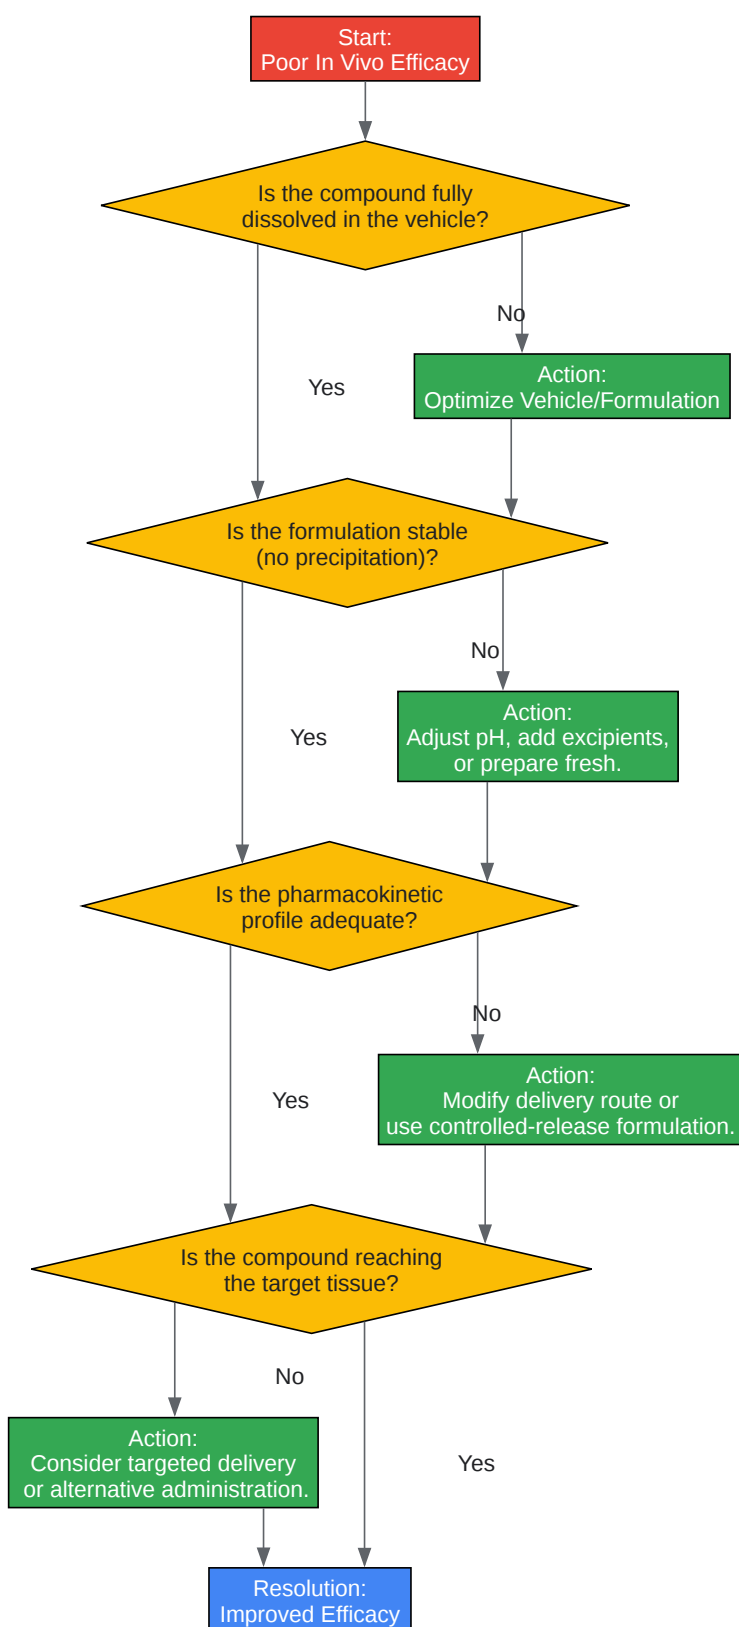 Start:
Poor In Vivo Efficacy
Is the compound fully
dissolved in the vehicle?
No
Yes
Action:
Optimize Vehicle/Formulation
Is the formulation stable
(no precipitation)?
No
Yes
Action:
Adjust pH, add excipients,
or prepare fresh.
Is the pharmacokinetic
profile adequate?
No
Yes
Action:
Modify delivery route or
use controlled-release formulation.
Is the compound reaching
the target tissue?
No
Yes
Action:
Consider targeted delivery
or alternative administration.
Resolution:
Improved Efficacy